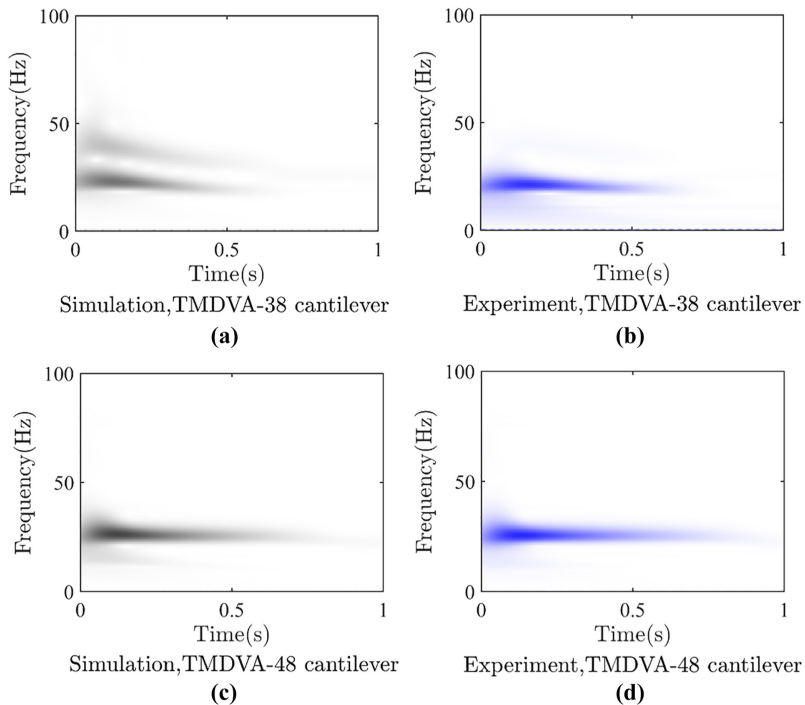 100
50
0
Frequency(Hz)
0 0.5 1
Time(s)
Simulation,TMDVA-38 cantilever
(a)
100
50
0
Frequency(Hz)
0 0.5 1
Time(s)
Experiment,TMDVA-38 cantilever
(b)
100
50
0
Frequency(Hz)
0 0.5 1
Time(s)
Simulation,TMDVA-48 cantilever
(c)
100
50
0
Frequency(Hz)
0 0.5 1
Time(s)
Experiment,TMDVA-48 cantilever
(d)